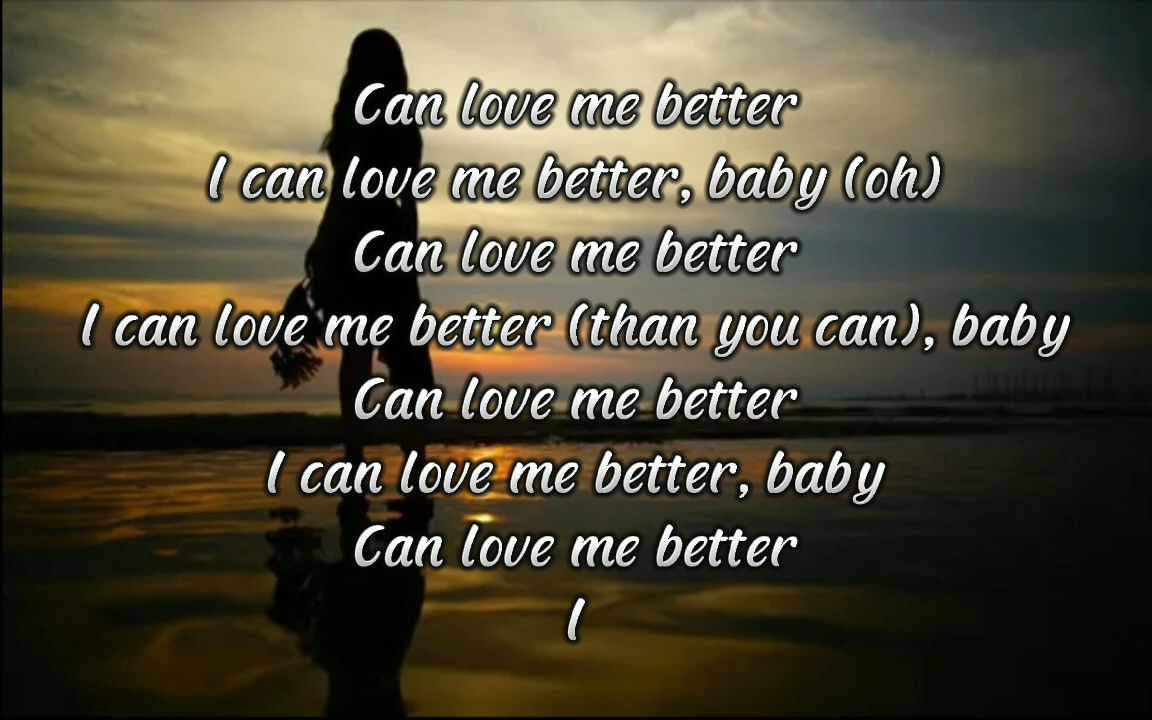 Can love me better
I can love me better, baby (oh)
Can love me better
I can love me better (than you can), baby
Can love me better
I can love me better, baby
Can love me better
I